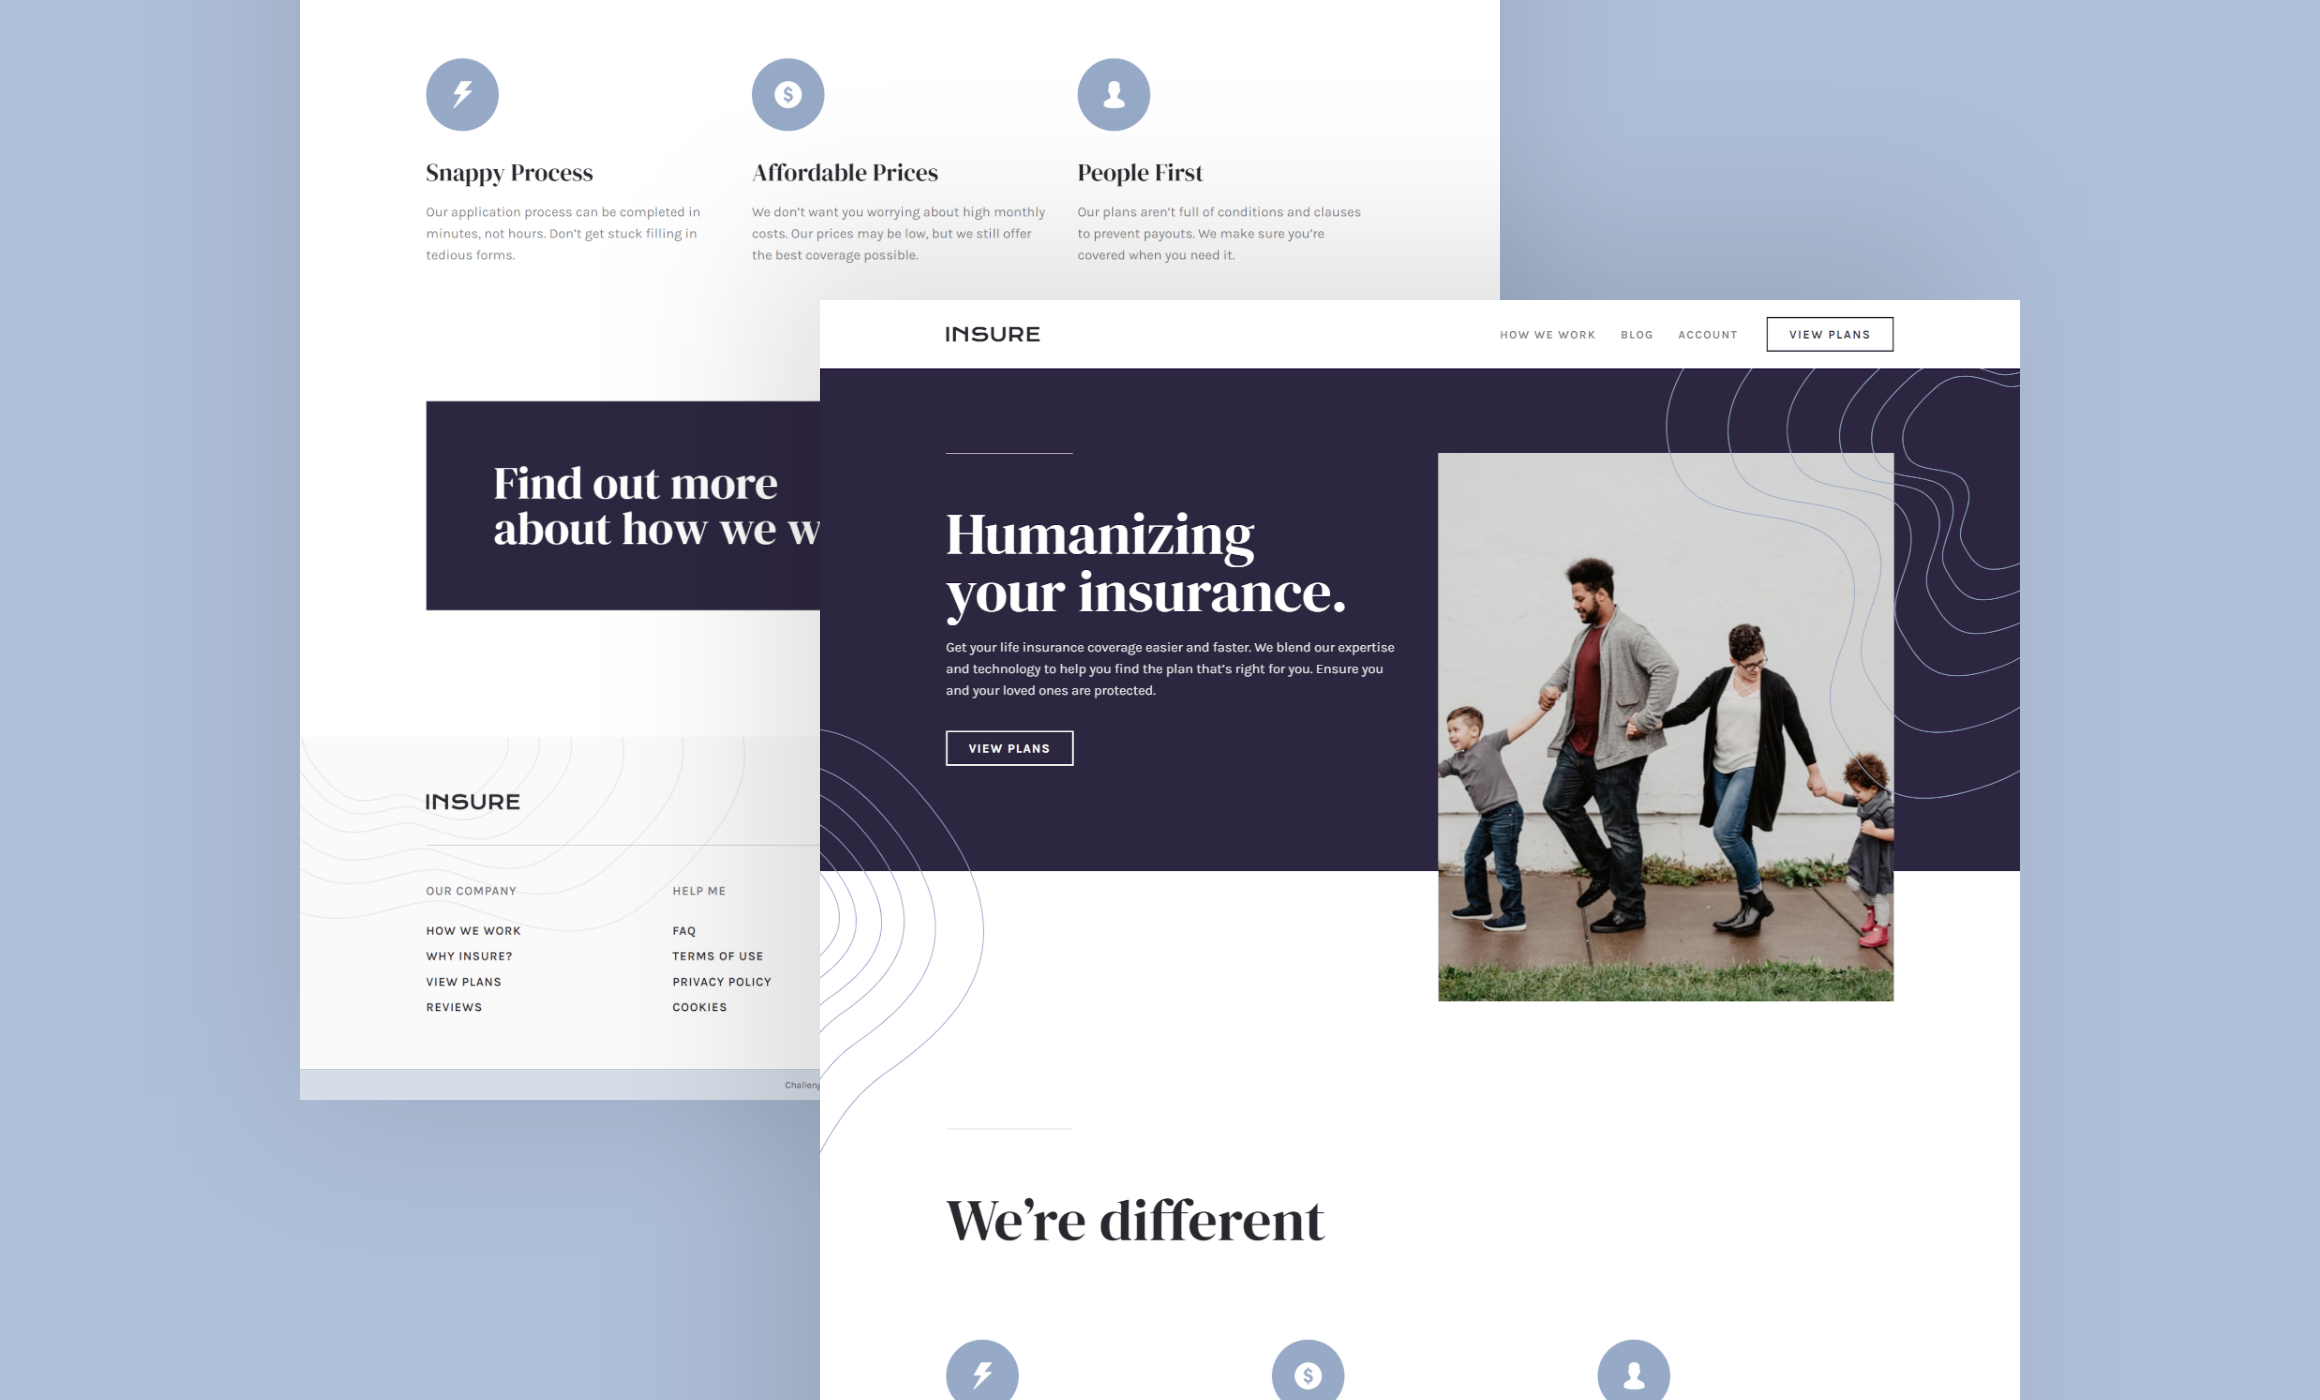 Snappy Process
Our application process can be completed in
minutes, not hours. Don't get stuck filling in
tedious forms.
Affordable Prices
We don't want you worrying about high monthly
costs. Our prices may be low, but we still offer
the best coverage possible.
People First
Our plans aren't full of conditions and clauses
to prevent payouts. We make sure you're
covered when you need it.
Find out more
about how we
INSURE
OUR COMPANY
HOW WE WORK
WHY INSURE?
VIEW PLANS
REVIEWS
HELP ME
FAQ
TERMS OF USE
PRIVACY POLICY
COOKIES
INSURE
HOW WE WORK
BLOG
ACCOUNT
VIEW PLANS
Humanizing
your insurance.
Get your life insurance coverage easier and faster. We blend our expertise
and technology to help you find the plan that's right for you. Ensure you
and your loved ones are protected.
VIEW PLANS
We’re different